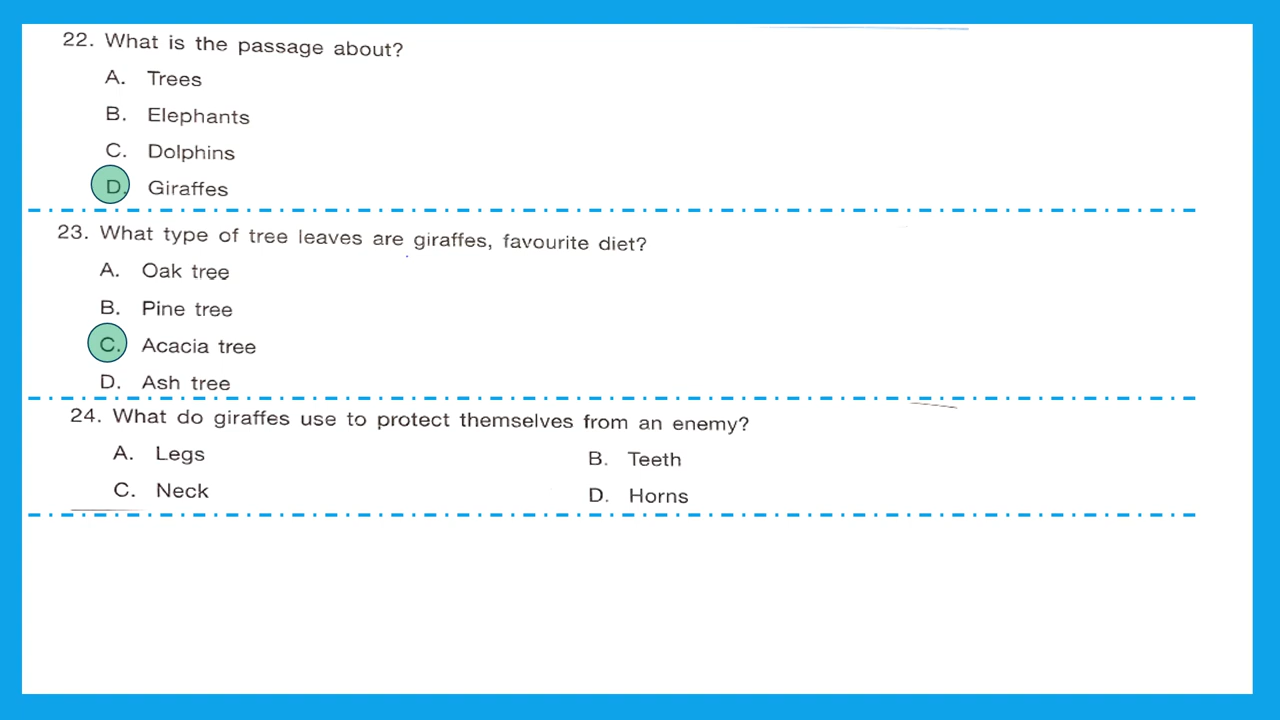 22. What is the passage about?
A. Trees
B. Elephants
C. Dolphins
D. Giraffes
23. What type of tree leaves are giraffes, favourite diet?
A. Oak tree
B. Pine tree
C. Acacia tree
D. Ash tree
24. What do giraffes use to protect themselves from an enemy?
A. Legs B. Teeth
C. Neck D. Horns